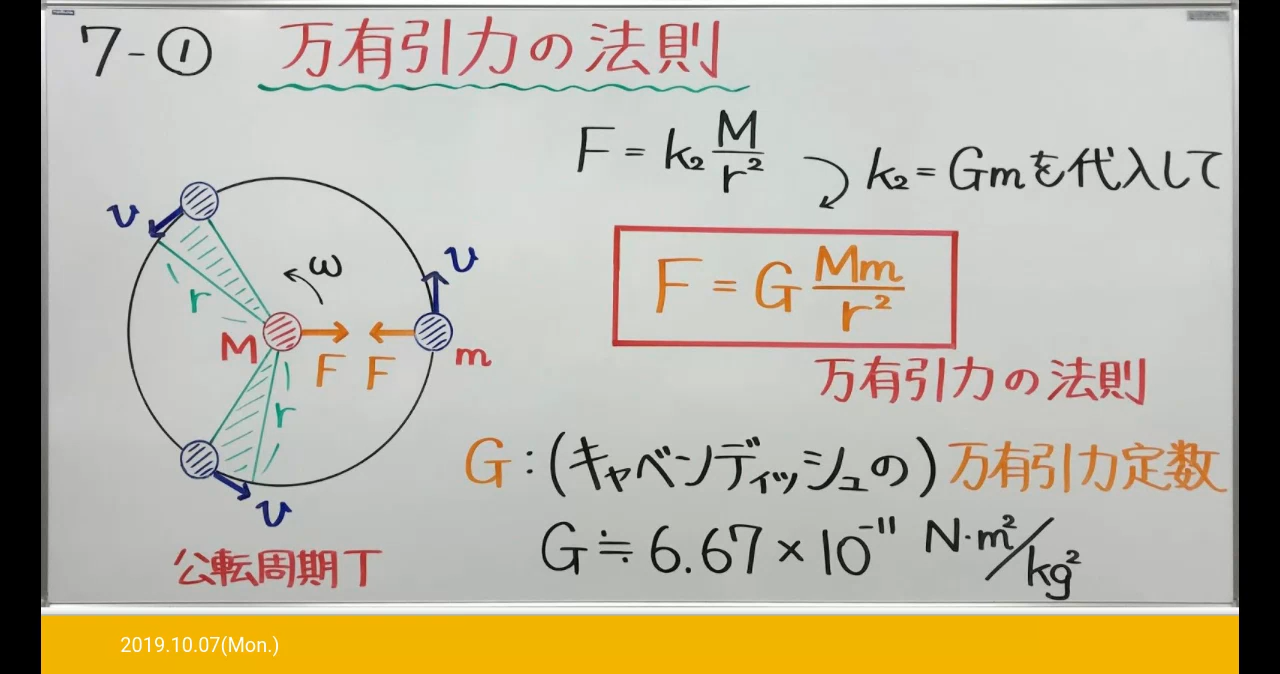 7-① 万有引力の法則
F = k₂ M/r²
k₂ = Gmを代入して
F = G Mm/r²
万有引力の法則
υ
υ
ω
r
M
F
F
m
r
υ
公転周期T
G:(キャベンディッシュの)万有引力定数
G≒6.67×10⁻¹¹ N·m²/kg²
2019.10.07(Mon.)